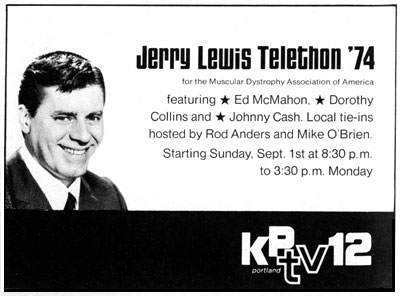 Jerry Lewis Telethon '74
for the Muscular Dystrophy Association of America
featuring ★ Ed McMahon, ★ Dorothy
Collins and ★ Johnny Cash. Local tie-ins
hosted by Rod Anders and Mike O'Brien.
Starting Sunday, Sept. 1st at 8:30 p.m.
to 3:30 p.m. Monday
KPtv12
portland